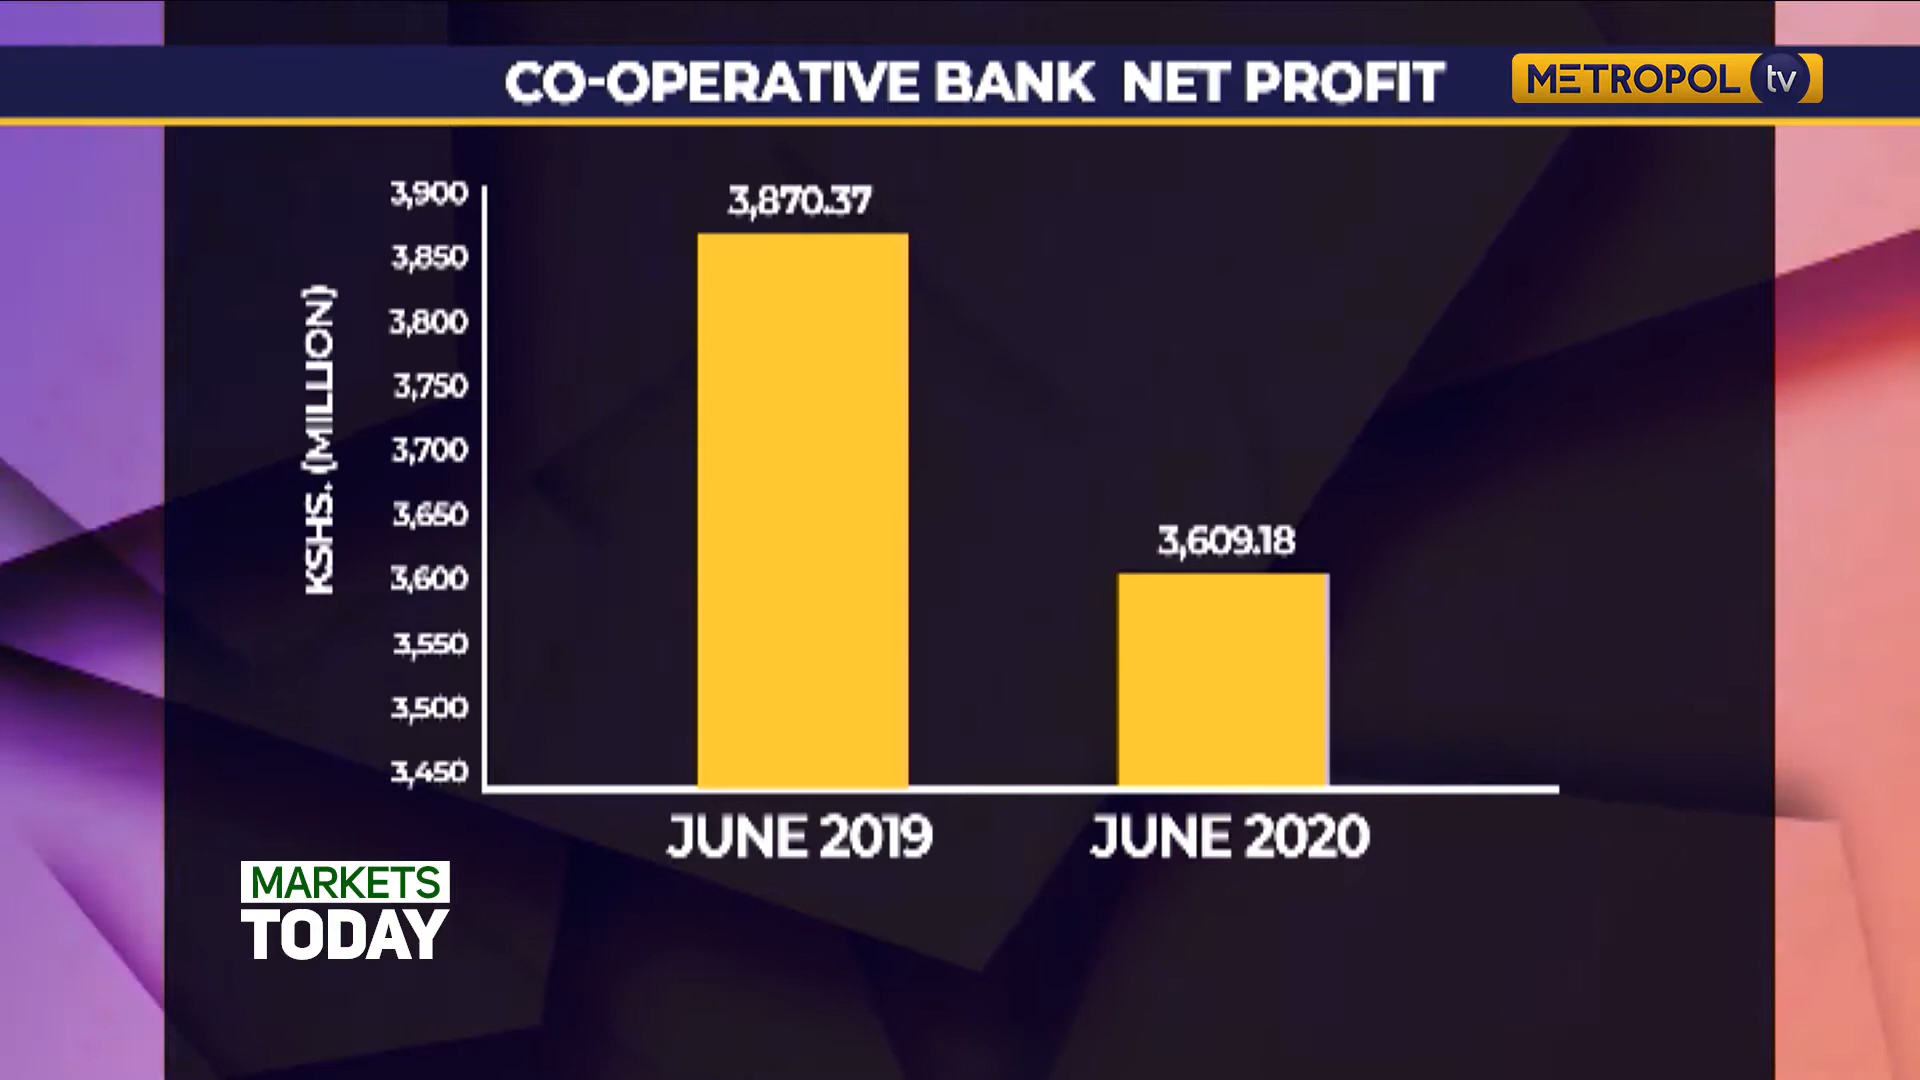 CO-OPERATIVE BANK NET PROFIT
METROPOL tv
3,900
3,850
3,800
3,750
3,700
3,650
3,600
3,550
3,500
3,450
KSHS. (MILLION)
3,870.37
3,609.18
JUNE 2019
JUNE 2020
MARKETS
TODAY